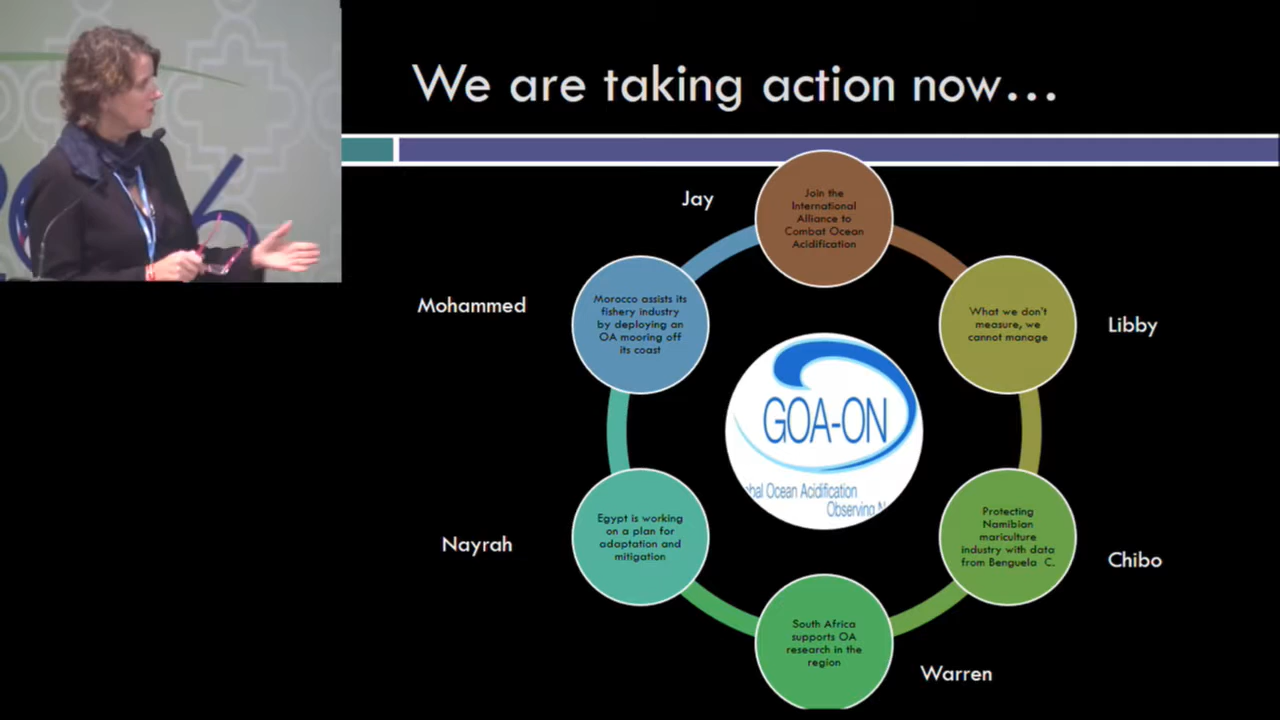 We are taking action now...
Jay
Join the
International
Alliance to
Combat Ocean
Acidification
Mohammed
Morocco assists its
fishery industry
by deploying an
OA mooring off
its coast
What we don't
measure, we
cannot manage
Libby
GOA-ON
Ocean Acidification
Observing
Nayrah
Egypt is working
on a plan for
adaptation and
mitigation
Protecting
Namibian
mariculture
industry with data
from Benguela C.
Chibo
South Africa
supports OA
research in the
region
Warren